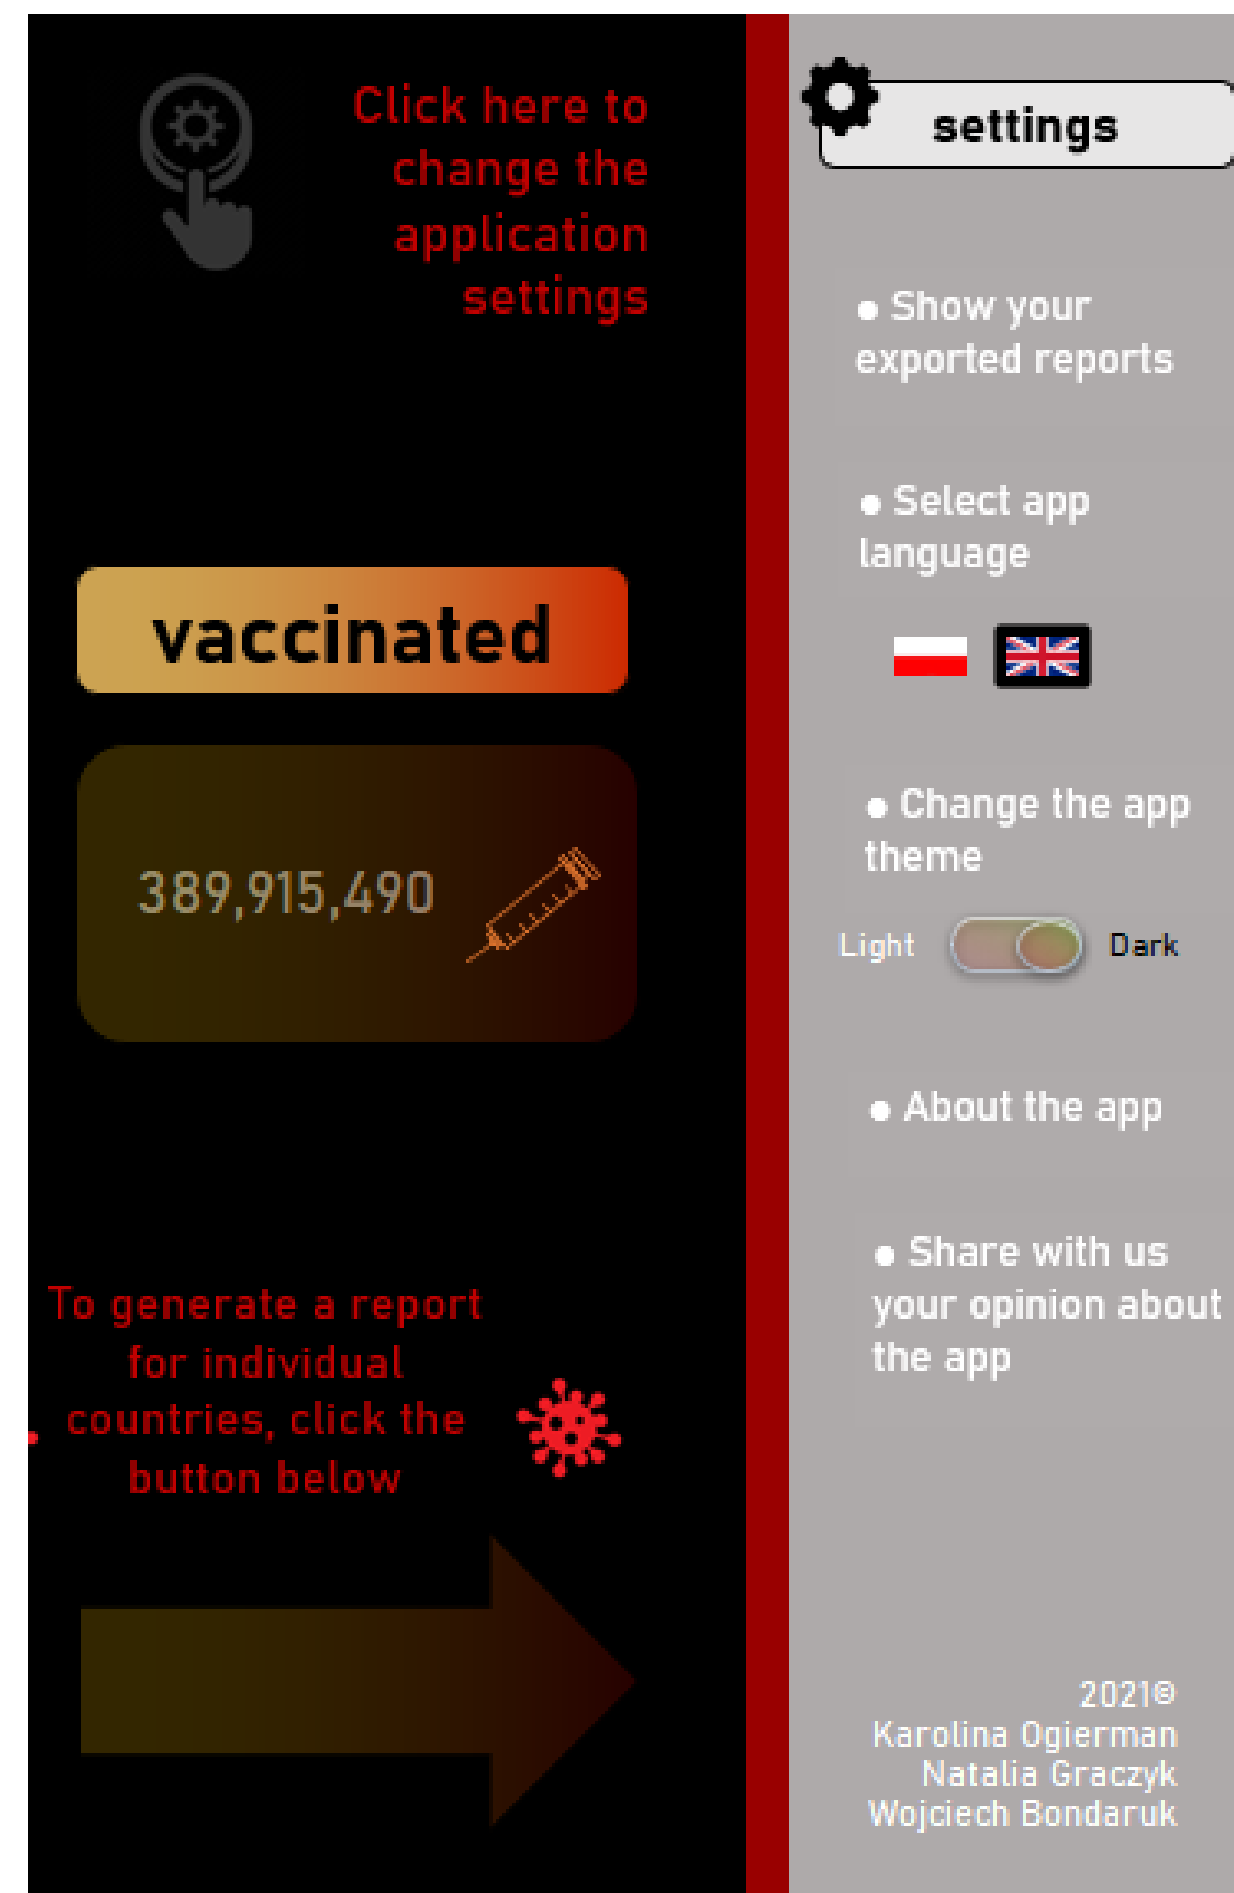 Click here to
change the
application
settings
vaccinated
389,915,490
To generate a report
for individual
countries, click the
button below
settings
● Show your
exported reports
● Select app
language
● Change the app
theme
Light
Dark
● About the app
● Share with us
your opinion about
the app
2021©
Karolina Ogierman
Natalia Graczyk
Wojciech Bondaruk